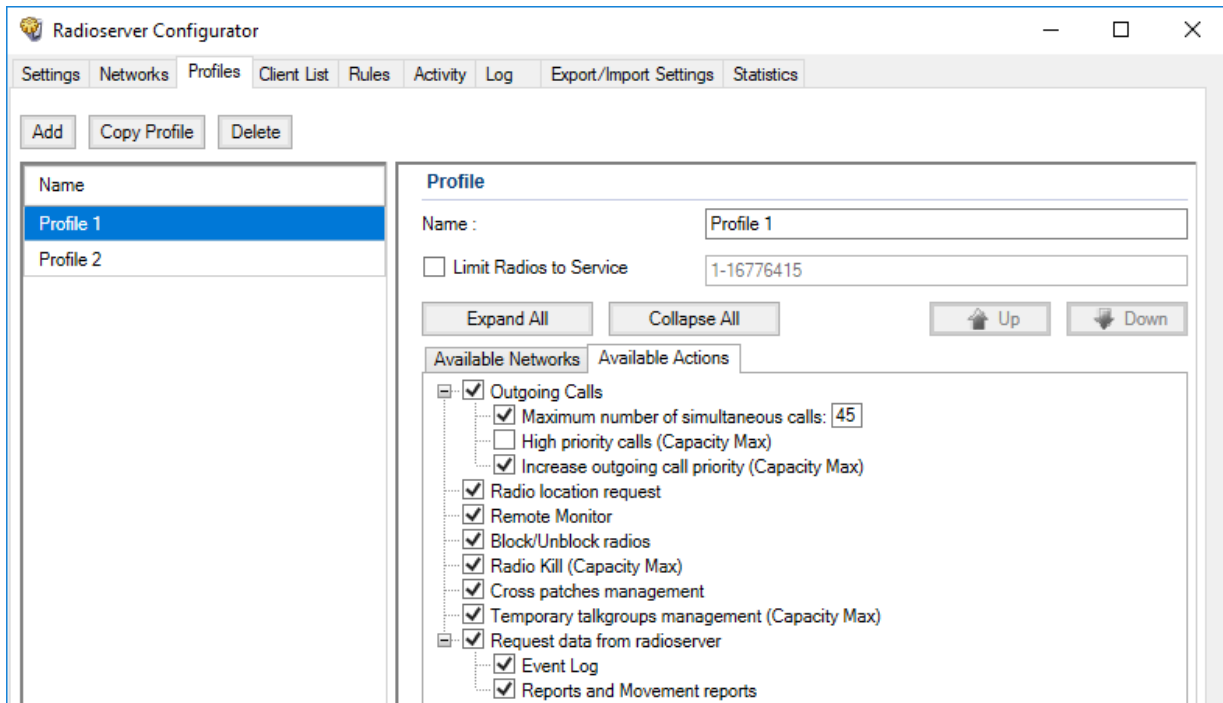 Radioserver Configurator
Settings Networks Profiles Client List Rules Activity Log Export/Import Settings Statistics
Add Copy Profile Delete
Name
Profile 1
Profile 2
Profile
Name : Profile 1
Limit Radios to Service 1-16776415
Expand All Collapse All Up Down
Available Networks Available Actions
Outgoing Calls
Maximum number of simultaneous calls: 45
High priority calls (Capacity Max)
Increase outgoing call priority (Capacity Max)
Radio location request
Remote Monitor
Block/Unblock radios
Radio Kill (Capacity Max)
Cross patches management
Temporary talkgroups management (Capacity Max)
Request data from radioserver
Event Log
Reports and Movement reports